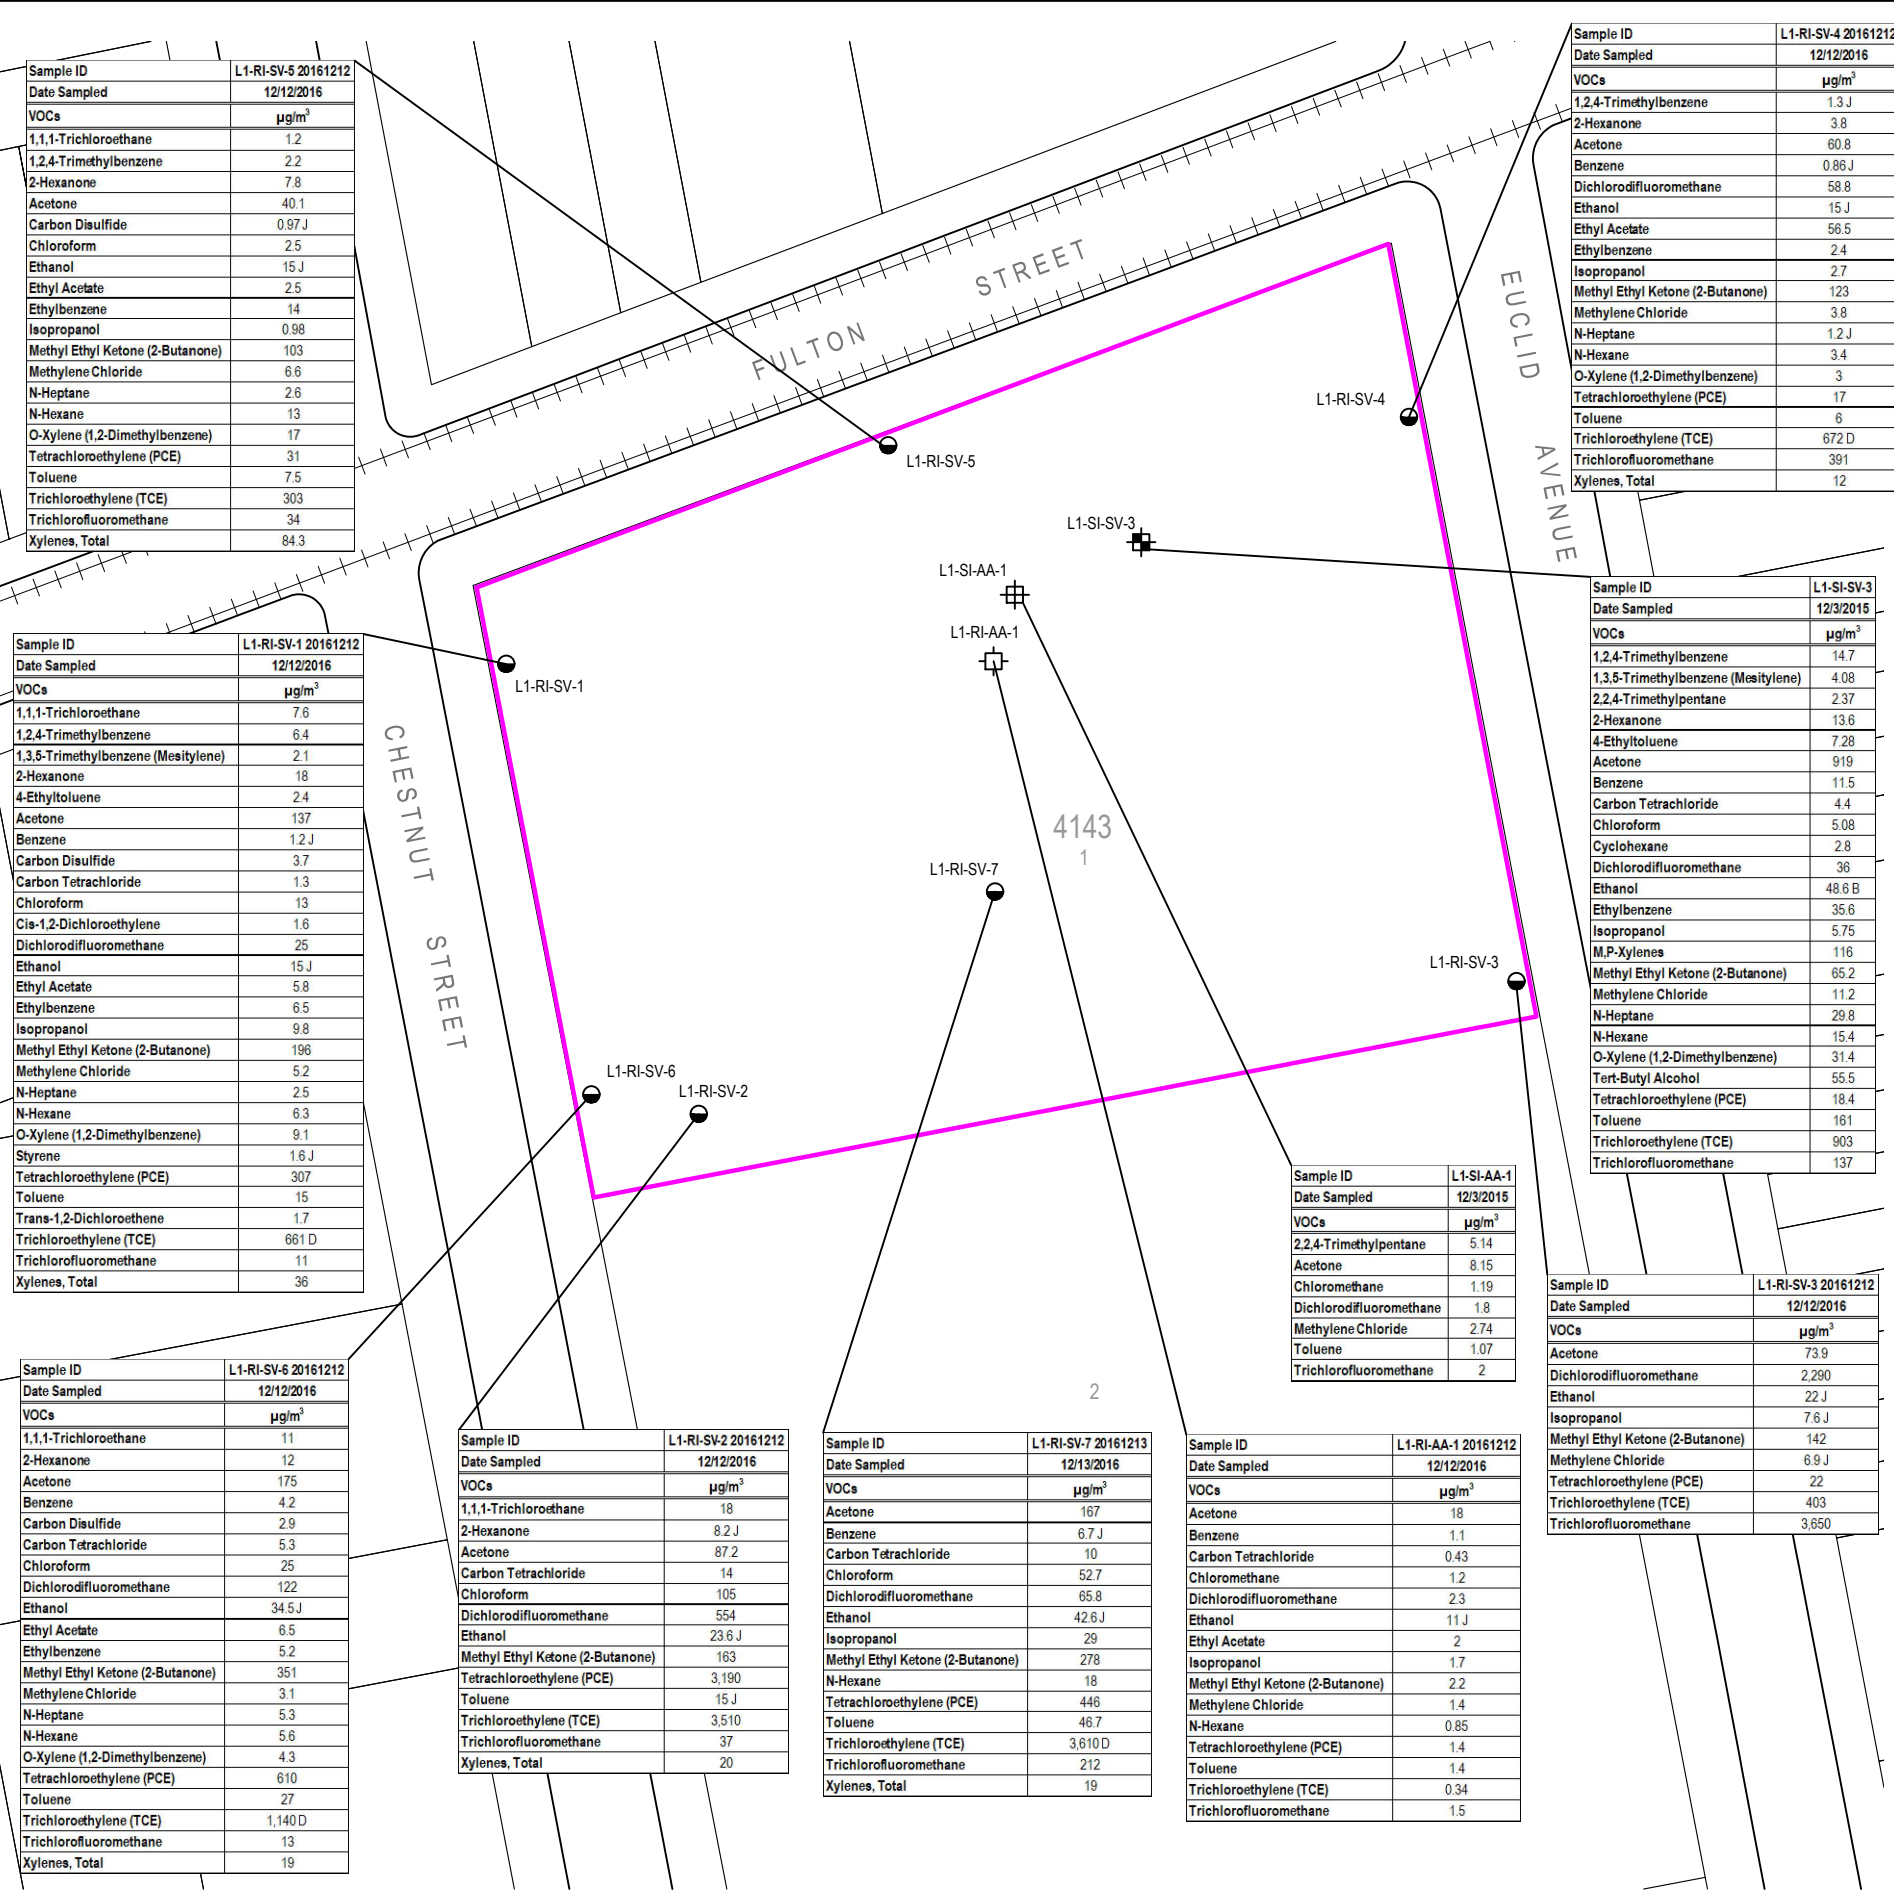 Sample ID L1-RI-SV-5 20161212
Date Sampled 12/12/2016
VOCs µg/m³
1,1,1-Trichloroethane 1.2
1,2,4-Trimethylbenzene 2.2
2-Hexanone 7.8
Acetone 40.1
Carbon Disulfide 0.97 J
Chloroform 2.5
Ethanol 15 J
Ethyl Acetate 2.5
Ethylbenzene 14
Isopropanol 0.98
Methyl Ethyl Ketone (2-Butanone) 103
Methylene Chloride 6.6
N-Heptane 2.6
N-Hexane 13
O-Xylene (1,2-Dimethylbenzene) 17
Tetrachloroethylene (PCE) 31
Toluene 7.5
Trichloroethylene (TCE) 303
Trichlorofluoromethane 34
Xylenes, Total 84.3
Sample ID L1-RI-SV-4 20161212
Date Sampled 12/12/2016
VOCs µg/m³
1,2,4-Trimethylbenzene 1.3 J
2-Hexanone 3.8
Acetone 60.8
Benzene 0.86 J
Dichlorodifluoromethane 58.8
Ethanol 15 J
Ethyl Acetate 56.5
Ethylbenzene 2.4
Isopropanol 2.7
Methyl Ethyl Ketone (2-Butanone) 123
Methylene Chloride 3.8
N-Heptane 1.2 J
N-Hexane 3.4
O-Xylene (1,2-Dimethylbenzene) 3
Tetrachloroethylene (PCE) 17
Toluene 6
Trichloroethylene (TCE) 672 D
Trichlorofluoromethane 391
Xylenes, Total 12
FULTON STREET
EUCLID AVENUE
CHESTNUT STREET
L1-RI-SV-4
L1-RI-SV-5
L1-SI-SV-3
L1-SI-AA-1
L1-RI-AA-1
L1-RI-SV-1
4143
1
L1-RI-SV-7
L1-RI-SV-3
L1-RI-SV-6
L1-RI-SV-2
2
Sample ID L1-RI-SV-1 20161212
Date Sampled 12/12/2016
VOCs µg/m³
1,1,1-Trichloroethane 7.6
1,2,4-Trimethylbenzene 6.4
1,3,5-Trimethylbenzene (Mesitylene) 2.1
2-Hexanone 18
4-Ethyltoluene 2.4
Acetone 137
Benzene 1.2 J
Carbon Disulfide 3.7
Carbon Tetrachloride 1.3
Chloroform 13
Cis-1,2-Dichloroethylene 1.6
Dichlorodifluoromethane 25
Ethanol 15 J
Ethyl Acetate 5.8
Ethylbenzene 6.5
Isopropanol 9.8
Methyl Ethyl Ketone (2-Butanone) 196
Methylene Chloride 5.2
N-Heptane 2.5
N-Hexane 6.3
O-Xylene (1,2-Dimethylbenzene) 9.1
Styrene 1.6 J
Tetrachloroethylene (PCE) 307
Toluene 15
Trans-1,2-Dichloroethene 1.7
Trichloroethylene (TCE) 661 D
Trichlorofluoromethane 11
Xylenes, Total 36
Sample ID L1-SI-SV-3
Date Sampled 12/3/2015
VOCs µg/m³
1,2,4-Trimethylbenzene 14.7
1,3,5-Trimethylbenzene (Mesitylene) 4.08
2,2,4-Trimethylpentane 2.37
2-Hexanone 13.6
4-Ethyltoluene 7.28
Acetone 919
Benzene 11.5
Carbon Tetrachloride 4.4
Chloroform 5.08
Cyclohexane 2.8
Dichlorodifluoromethane 36
Ethanol 48.6 B
Ethylbenzene 35.6
Isopropanol 5.75
M,P-Xylenes 116
Methyl Ethyl Ketone (2-Butanone) 65.2
Methylene Chloride 11.2
N-Heptane 29.8
N-Hexane 15.4
O-Xylene (1,2-Dimethylbenzene) 31.4
Tert-Butyl Alcohol 55.5
Tetrachloroethylene (PCE) 18.4
Toluene 161
Trichloroethylene (TCE) 903
Trichlorofluoromethane 137
Sample ID L1-SI-AA-1
Date Sampled 12/3/2015
VOCs µg/m³
2,2,4-Trimethylpentane 5.14
Acetone 8.15
Chloromethane 1.19
Dichlorodifluoromethane 1.8
Methylene Chloride 2.74
Toluene 1.07
Trichlorofluoromethane 2
Sample ID L1-RI-SV-3 20161212
Date Sampled 12/12/2016
VOCs µg/m³
Acetone 73.9
Dichlorodifluoromethane 2,290
Ethanol 22 J
Isopropanol 7.6 J
Methyl Ethyl Ketone (2-Butanone) 142
Methylene Chloride 6.9 J
Tetrachloroethylene (PCE) 22
Trichloroethylene (TCE) 403
Trichlorofluoromethane 3,650
Sample ID L1-RI-SV-6 20161212
Date Sampled 12/12/2016
VOCs µg/m³
1,1,1-Trichloroethane 11
2-Hexanone 12
Acetone 175
Benzene 4.2
Carbon Disulfide 2.9
Carbon Tetrachloride 5.3
Chloroform 25
Dichlorodifluoromethane 122
Ethanol 34.5 J
Ethyl Acetate 6.5
Ethylbenzene 5.2
Methyl Ethyl Ketone (2-Butanone) 351
Methylene Chloride 3.1
N-Heptane 5.3
N-Hexane 5.6
O-Xylene (1,2-Dimethylbenzene) 4.3
Tetrachloroethylene (PCE) 610
Toluene 27
Trichloroethylene (TCE) 1,140 D
Trichlorofluoromethane 13
Xylenes, Total 19
Sample ID L1-RI-SV-2 20161212
Date Sampled 12/12/2016
VOCs µg/m³
1,1,1-Trichloroethane 18
2-Hexanone 8.2 J
Acetone 87.2
Carbon Tetrachloride 14
Chloroform 105
Dichlorodifluoromethane 554
Ethanol 23.6 J
Methyl Ethyl Ketone (2-Butanone) 163
Tetrachloroethylene (PCE) 3,190
Toluene 15 J
Trichloroethylene (TCE) 3,510
Trichlorofluoromethane 37
Xylenes, Total 20
Sample ID L1-RI-SV-7 20161213
Date Sampled 12/13/2016
VOCs µg/m³
Acetone 167
Benzene 6.7 J
Carbon Tetrachloride 10
Chloroform 52.7
Dichlorodifluoromethane 65.8
Ethanol 42.6 J
Isopropanol 29
Methyl Ethyl Ketone (2-Butanone) 278
N-Hexane 18
Tetrachloroethylene (PCE) 446
Toluene 46.7
Trichloroethylene (TCE) 3,610 D
Trichlorofluoromethane 212
Xylenes, Total 19
Sample ID L1-RI-AA-1 20161212
Date Sampled 12/12/2016
VOCs µg/m³
Acetone 18
Benzene 1.1
Carbon Tetrachloride 0.43
Chloromethane 1.2
Dichlorodifluoromethane 2.3
Ethanol 11 J
Ethyl Acetate 2
Isopropanol 1.7
Methyl Ethyl Ketone (2-Butanone) 2.2
Methylene Chloride 1.4
N-Hexane 0.85
Tetrachloroethylene (PCE) 1.4
Toluene 1.4
Trichloroethylene (TCE) 0.34
Trichlorofluoromethane 1.5